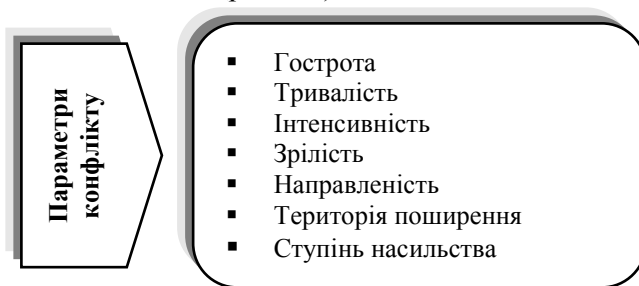 Параметри
конфлікту
▪ Гострота
▪ Тривалість
▪ Інтенсивність
▪ Зрілість
▪ Направленість
▪ Територія поширення
▪ Ступінь насильства